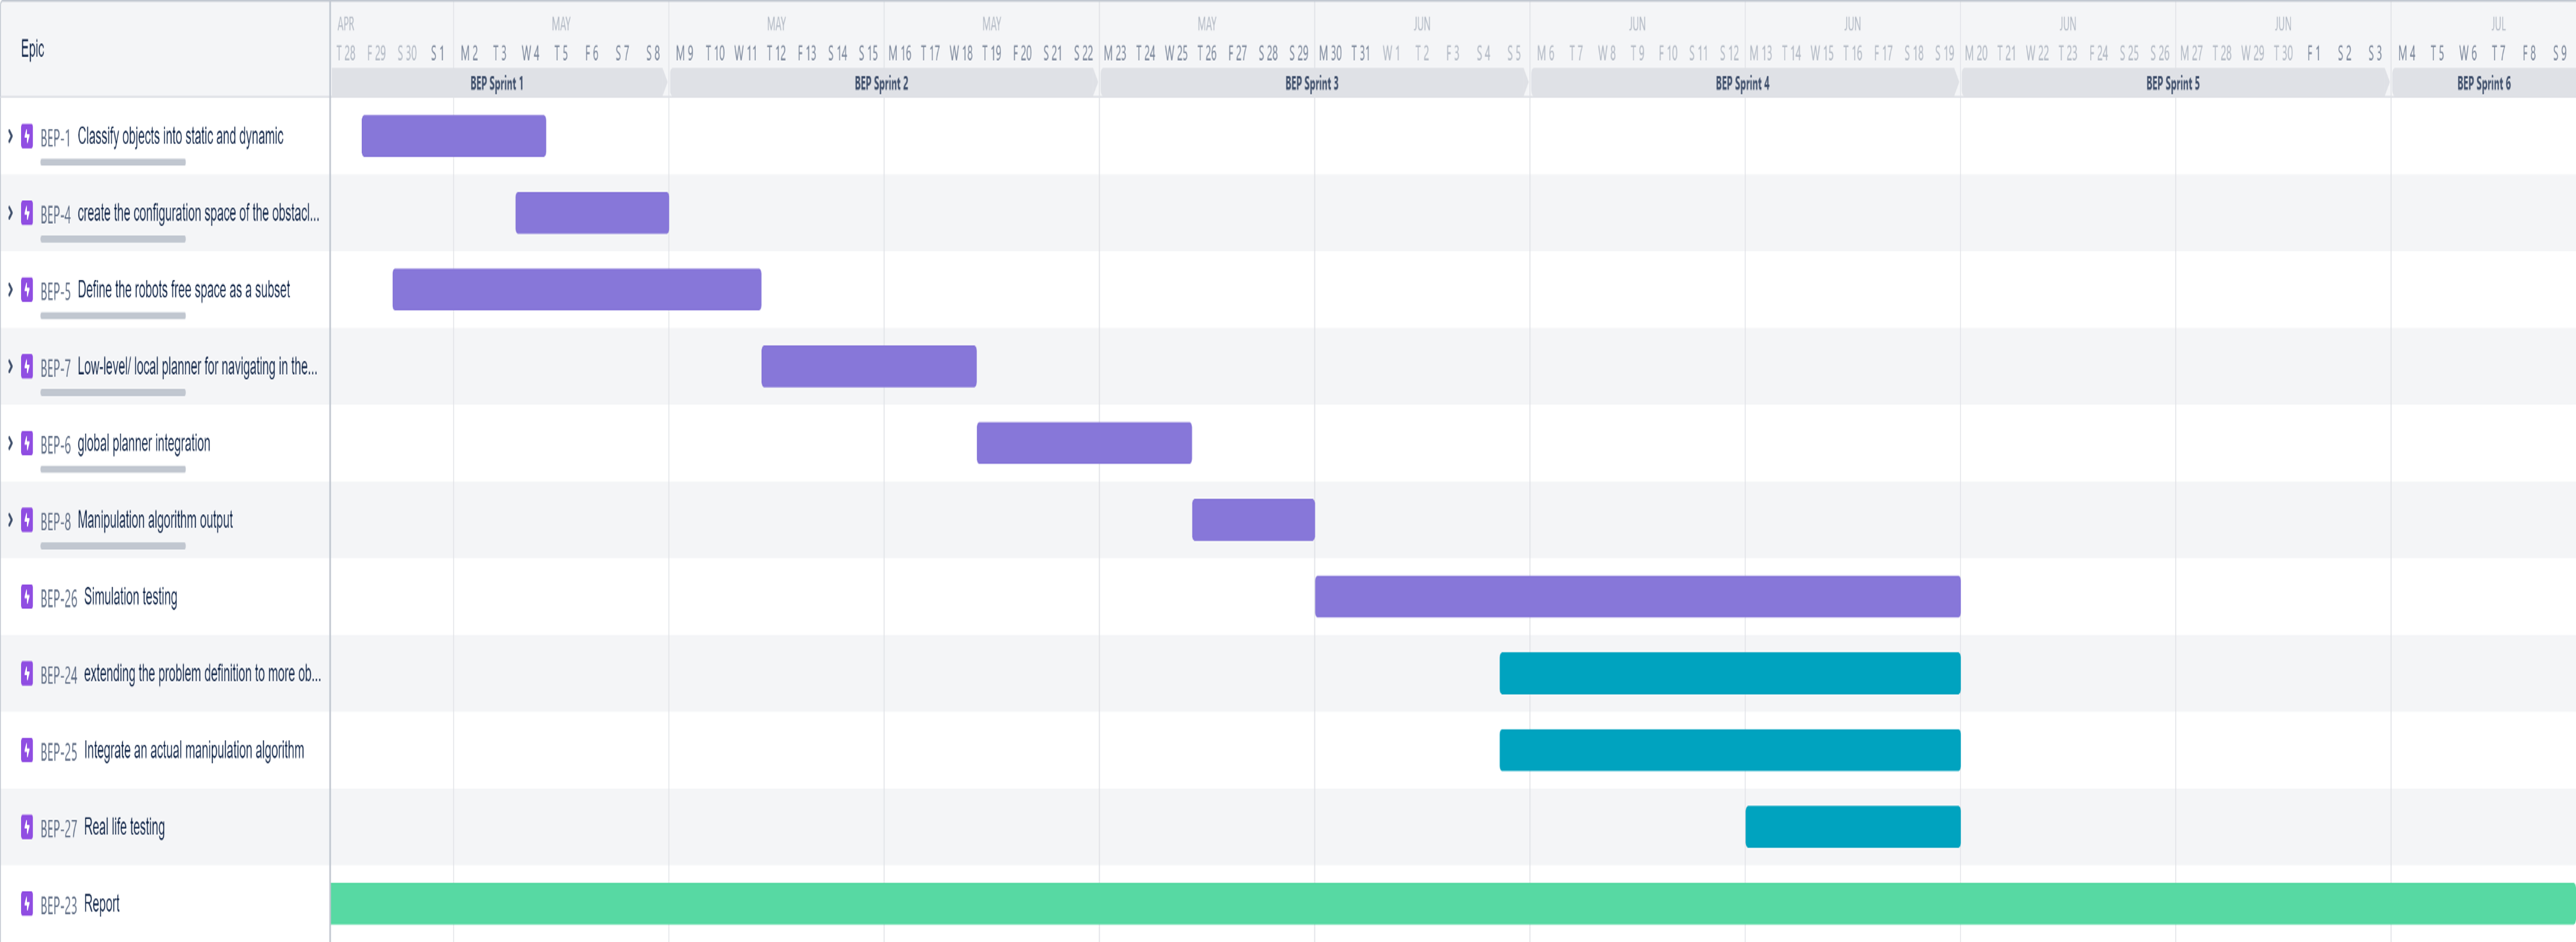 Epic
APR MAY MAY MAY MAY JUN JUN JUN JUN JUN JUL
T 28 F 29 S 30 S 1 M 2 T 3 W 4 T 5 F 6 S 7 S 8 M 9 T 10 W 11 T 12 F 13 S 14 S 15 M 16 T 17 W 18 T 19 F 20 S 21 S 22 M 23 T 24 W 25 T 26 F 27 S 28 S 29 M 30 T 31 W 1 T 2 F 3 S 4 S 5 M 6 T 7 W 8 T 9 F 10 S 11 S 12 M 13 T 14 W 15 T 16 F 17 S 18 S 19 M 20 T 21 W 22 T 23 F 24 S 25 S 26 M 27 T 28 W 29 T 30 F 1 S 2 S 3 M 4 T 5 W 6 T 7 F 8 S 9
BEP Sprint 1 BEP Sprint 2 BEP Sprint 3 BEP Sprint 4 BEP Sprint 5 BEP Sprint 6
BEP-1 Classify objects into static and dynamic
BEP-4 create the configuration space of the obstacl...
BEP-5 Define the robots free space as a subset
BEP-7 Low-level/ local planner for navigating in the...
BEP-6 global planner integration
BEP-8 Manipulation algorithm output
BEP-26 Simulation testing
BEP-24 extending the problem definition to more ob...
BEP-25 Integrate an actual manipulation algorithm
BEP-27 Real life testing
BEP-23 Report